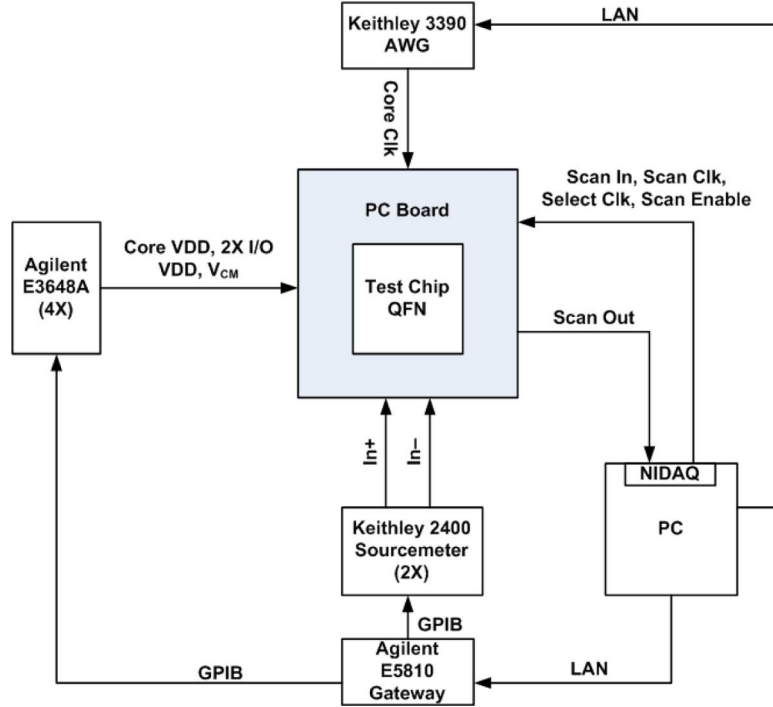 Keithley 3390
AWG
LAN
Core Clk
Scan In, Scan Clk,
Select Clk, Scan Enable
PC Board
Core VDD, 2X I/O
VDD, VCM
Agilent
E3648A
(4X)
Test Chip
QFN
Scan Out
In+
In–
NIDAQ
PC
Keithley 2400
Sourcemeter
(2X)
GPIB
Agilent
E5810
Gateway
GPIB
LAN